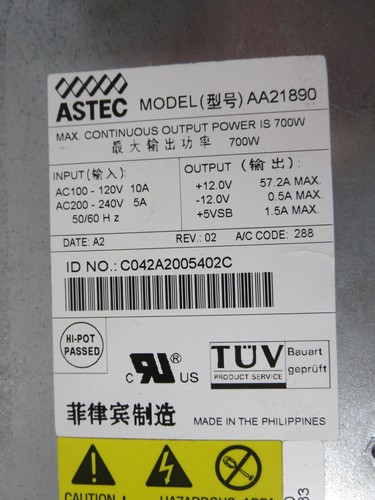 ASTEC MODEL(型号) AA21890
MAX. CONTINUOUS OUTPUT POWER IS 700W
最大输出功率 700W
INPUT(输入):
AC100 - 120V 10A
AC200 - 240V 5A
50/60 Hz
OUTPUT (输出):
+12.0V 57.2A MAX.
-12.0V 0.5A MAX.
+5VSB 1.5A MAX.
DATE: A2 REV.: 02 A/C CODE: 288
ID NO.: C042A2005402C
HI-POT
PASSED
C RU ® US
TÜV
PRODUCT SERVICE
Bauart
geprüft
菲律宾制造 MADE IN THE PHILIPPINES
CAUTION ! HAZARDOUS AREA